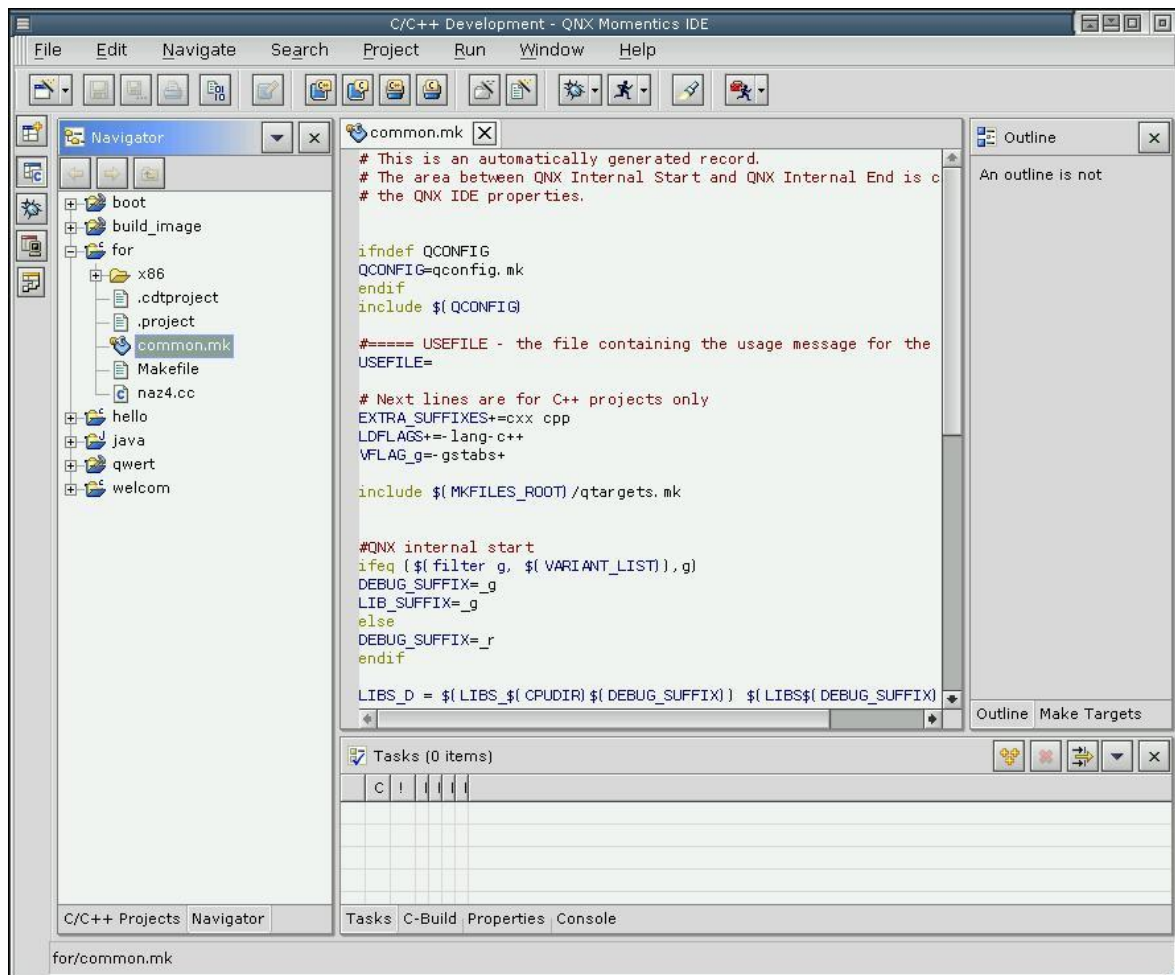 C/C++ Development - QNX Momentics IDE
File Edit Navigate Search Project Run Window Help
Navigator
boot
build_image
for
x86
.cdtproject
.project
common.mk
Makefile
naz4.cc
hello
java
qwert
welcom
C/C++ Projects Navigator
common.mk
# This is an automatically generated record.
# The area between QNX Internal Start and QNX Internal End is c
# the QNX IDE properties.
ifndef QCONFIG
QCONFIG=qconfig.mk
endif
include $(QCONFIG)
#===== USEFILE - the file containing the usage message for the
USEFILE=
# Next lines are for C++ projects only
EXTRA_SUFFIXES+=cxx cpp
LDFLAGS+=-lang-c++
VFLAG_g=-gstabs+
include $(MKFILES_ROOT)/qtargets.mk
#QNX internal start
ifeq ($(filter g, $(VARIANT_LIST)),g)
DEBUG_SUFFIX=_g
LIB_SUFFIX=_g
else
DEBUG_SUFFIX=_r
endif
LIBS_D = $(LIBS_$(CPUDIR)$(DEBUG_SUFFIX)) $(LIBS$(DEBUG_SUFFIX)
Outline
An outline is not
Outline Make Targets
Tasks (0 items)
C !
Tasks C-Build Properties Console
for/common.mk